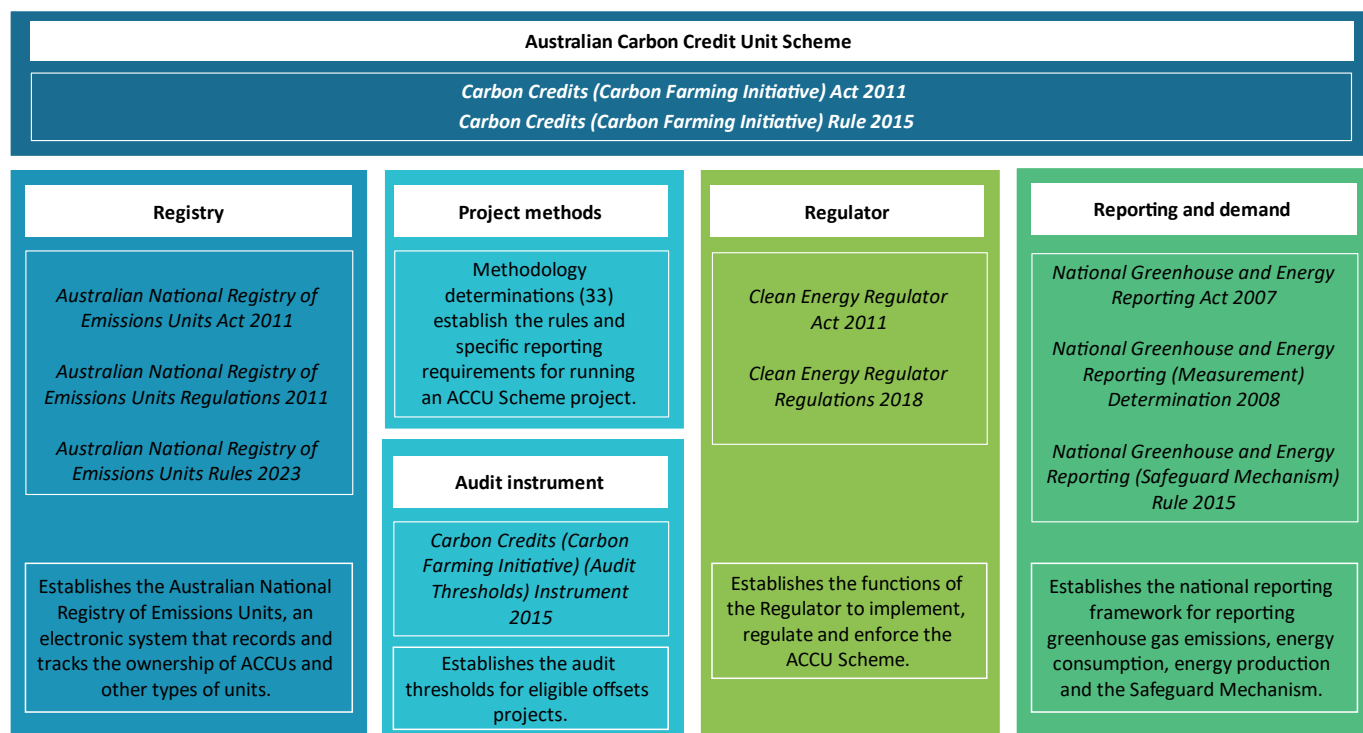 Australian Carbon Credit Unit Scheme
Carbon Credits (Carbon Farming Initiative) Act 2011
Carbon Credits (Carbon Farming Initiative) Rule 2015
Registry
Australian National Registry of
Emissions Units Act 2011
Australian National Registry of
Emissions Units Regulations 2011
Australian National Registry of
Emissions Units Rules 2023
Establishes the Australian National
Registry of Emissions Units, an
electronic system that records and
tracks the ownership of ACCUs and
other types of units.
Project methods
Methodology
determinations (33)
establish the rules and
specific reporting
requirements for running
an ACCU Scheme project.
Audit instrument
Carbon Credits (Carbon
Farming Initiative) (Audit
Thresholds) Instrument
2015
Establishes the audit
thresholds for eligible offsets
projects.
Regulator
Clean Energy Regulator
Act 2011
Clean Energy Regulator
Regulations 2018
Establishes the functions of
the Regulator to implement,
regulate and enforce the
ACCU Scheme.
Reporting and demand
National Greenhouse and Energy
Reporting Act 2007
National Greenhouse and Energy
Reporting (Measurement)
Determination 2008
National Greenhouse and Energy
Reporting (Safeguard Mechanism)
Rule 2015
Establishes the national reporting
framework for reporting
greenhouse gas emissions, energy
consumption, energy production
and the Safeguard Mechanism.